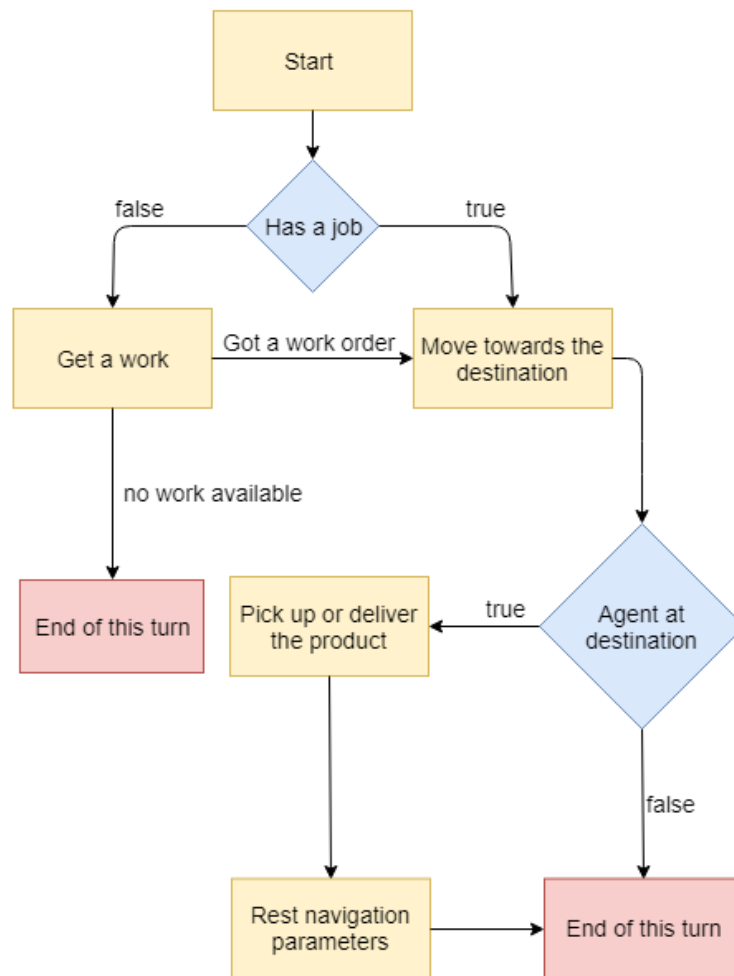 Start
false
true
Has a job
Get a work
Got a work order
Move towards the
destination
no work available
End of this turn
Pick up or deliver
the product
true
Agent at
destination
false
Rest navigation
parameters
End of this turn